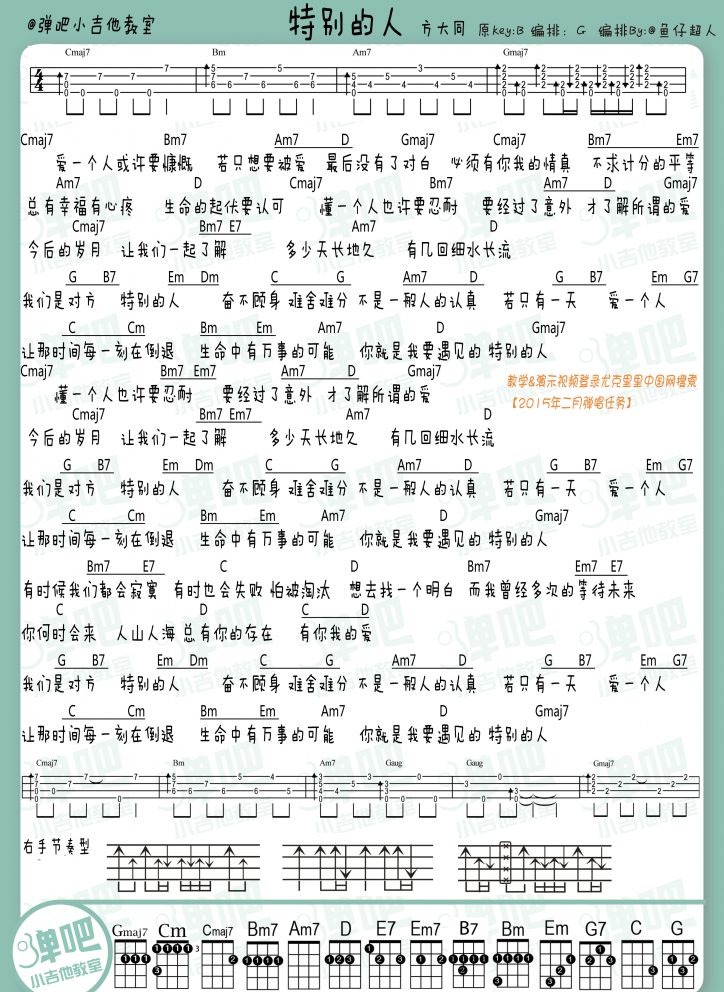 @弹吧小吉他教室 特别的人 方大同 原Key:B 编排：G 编排By:@鱼仔超人
Cmaj7 Bm Am7 Gmaj7
Cmaj7 Bm7 Am7 D Gmaj7 Cmaj7 Bm7 Em7
爱一个人或许要慷慨 若只想要被爱 最后没有了对白 必须有你我的情真 不求计分的平等
Am7 D Cmaj7 Bm7 Am7 D Gmaj7
总有幸福有心疼 生命的起伏要认可 懂一个人也许要忍耐 要经过了意外 才了解所谓的爱
Cmaj7 Bm7 E7 Am7 D
今后的岁月 让我们一起了解 多少天长地久 有几回细水长流
G B7 Em Dm C G Am7 D G B7 Em G7
我们是对方 特别的人 奋不顾身 难舍难分 不是一般人的认真 若只有一天 爱一个人
C Cm Bm Em Am7 D Gmaj7
让那时间每一刻在倒退 生命中有万事的可能 你就是我要遇见的 特别的人
Cmaj7 Bm7 Am7 D Gmaj7
懂一个人也许要忍耐 要经过了意外 才了解所谓的爱
教学&演示视频登录尤克里里中国网搜索
【2015年二月弹唱任务】
Cmaj7 Bm7 Em7 Am7 D
今后的岁月 让我们一起了解 多少天长地久 有几回细水长流
G B7 Em Dm C G Am7 D G B7 Em G7
我们是对方 特别的人 奋不顾身 难舍难分 不是一般人的认真 若只有一天 爱一个人
C Cm Bm Em Am7 D Gmaj7
让那时间每一刻在倒退 生命中有万事的可能 你就是我要遇见的 特别的人
Bm7 E7 C D Bm7 Em7 E7
有时候我们都会寂寞 有时也会失败 怕被淘汰 想去找一个明白 而我曾经多次的等待未来
C D C D
你何时会来 人山人海 总有你的存在 有你我的爱
G B7 Em Dm C G Am7 D G B7 Em G7
我们是对方 特别的人 奋不顾身 难舍难分 不是一般人的认真 若只有一天 爱一个人
C Cm Bm Em Am7 D Gmaj7
让那时间每一刻在倒退 生命中有万事的可能 你就是我要遇见的 特别的人
Cmaj7 Bm Am7 Gaug Gaug Gmaj7
右手节奏型
弹吧
小吉他教室
Gmaj7 Cm Cmaj7 Bm7 Am7 D E7 Em7 B7 Bm Em G7 C G